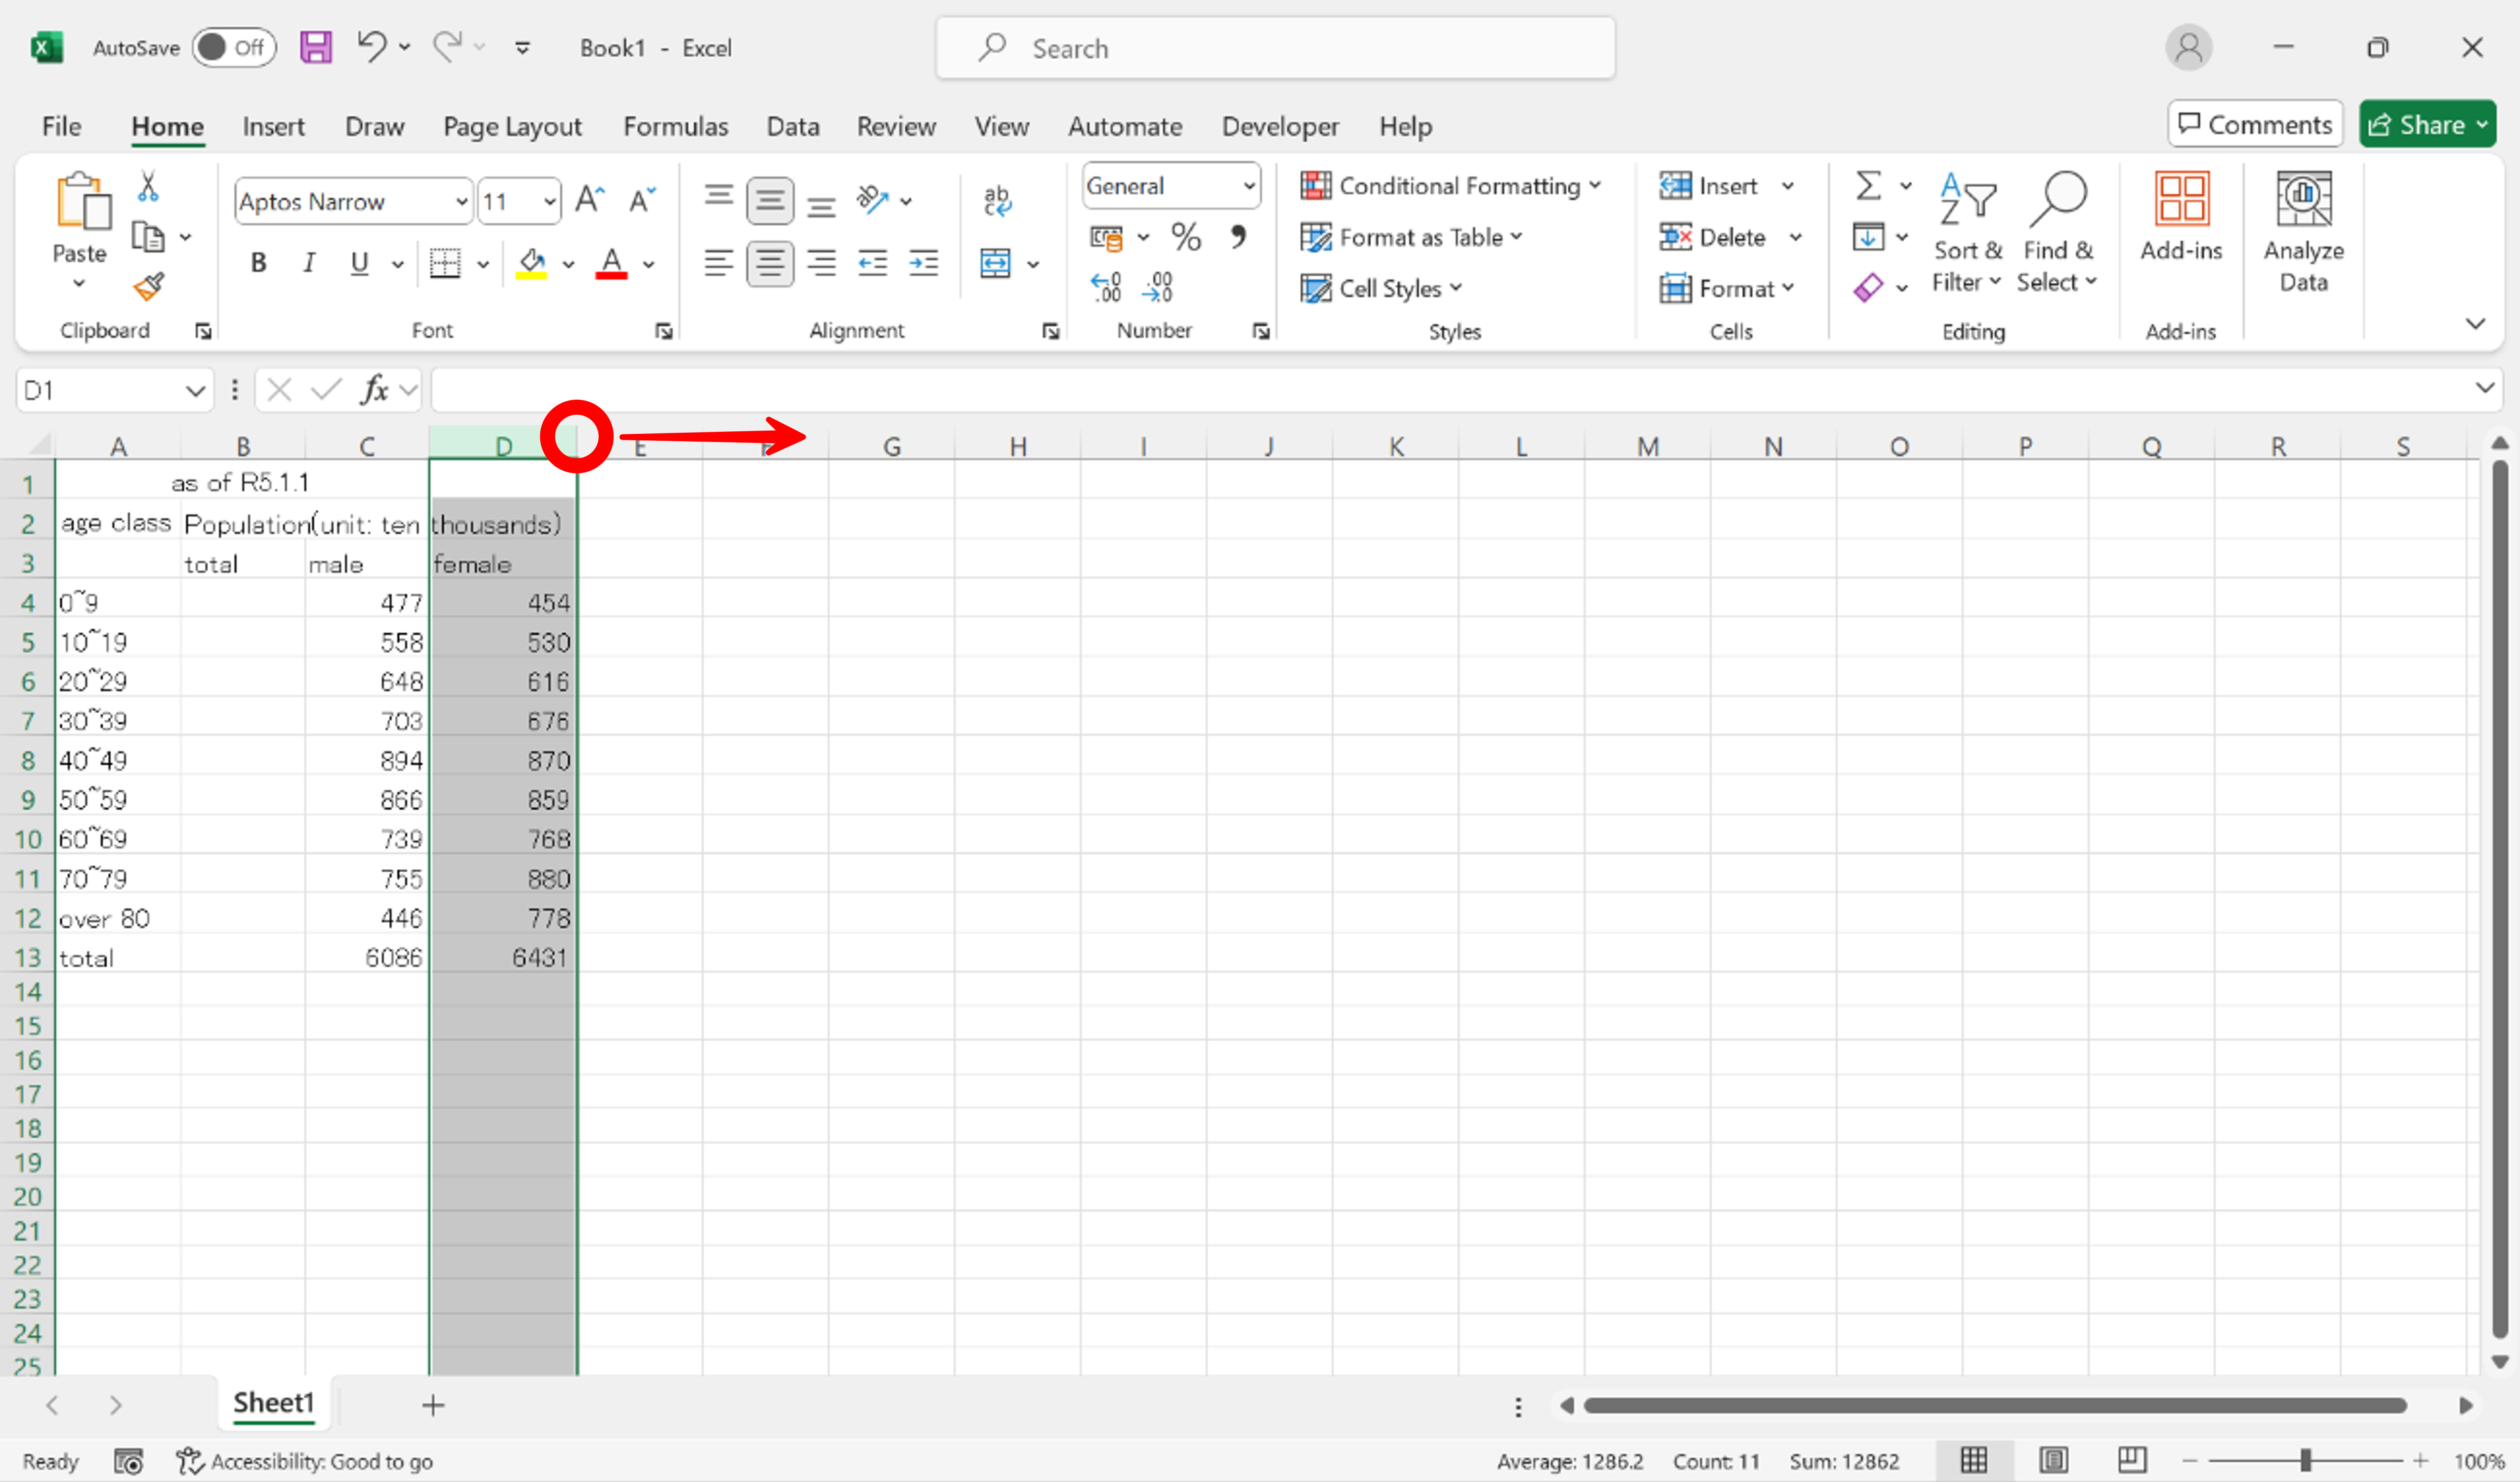 AutoSave Off Book1 - Excel Search
File Home Insert Draw Page Layout Formulas Data Review View Automate Developer Help Comments Share
Paste
Clipboard
Aptos Narrow 11
B I U A
Font
ab
c
Alignment
General
% 9
Number
Conditional Formatting
Format as Table
Cell Styles
Styles
Insert
Delete
Format
Cells
Sort &
Filter
Find &
Select
Editing
Add-ins
Add-ins
Analyze
Data
D1 fx
A B C D E F G H I J K L M N O P Q R S
1 as of R5.1.1
2 age class Population(unit: ten thousands)
3 total male female
4 0~9 477 454
5 10~19 558 530
6 20~29 648 616
7 30~39 703 676
8 40~49 894 870
9 50~59 866 859
10 60~69 739 768
11 70~79 755 880
12 over 80 446 778
13 total 6086 6431
14
15
16
17
18
19
20
21
22
23
24
25
Sheet1
Ready Accessibility: Good to go Average: 1286.2 Count: 11 Sum: 12862 100%